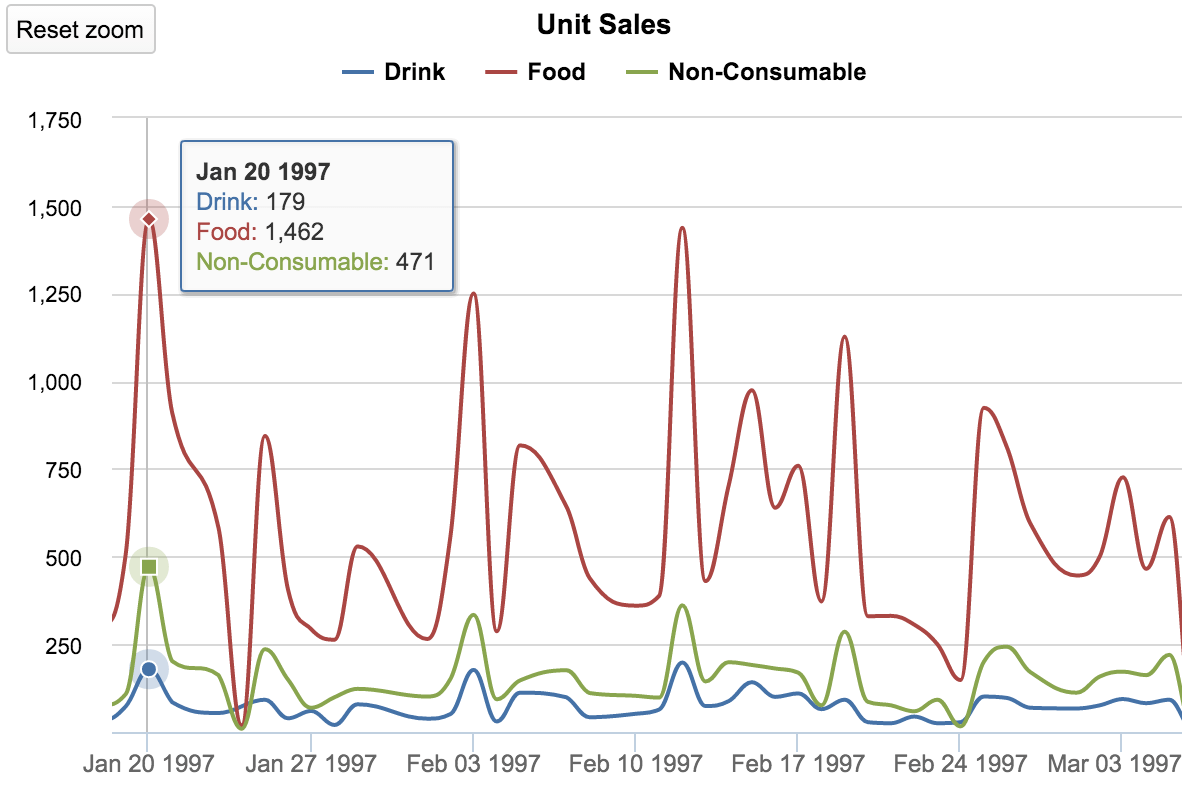 Reset zoom
Unit Sales
Drink Food Non-Consumable
1,750
1,500
1,250
1,000
750
500
250
Jan 20 1997
Drink: 179
Food: 1,462
Non-Consumable: 471
Jan 20 1997 Jan 27 1997 Feb 03 1997 Feb 10 1997 Feb 17 1997 Feb 24 1997 Mar 03 1997